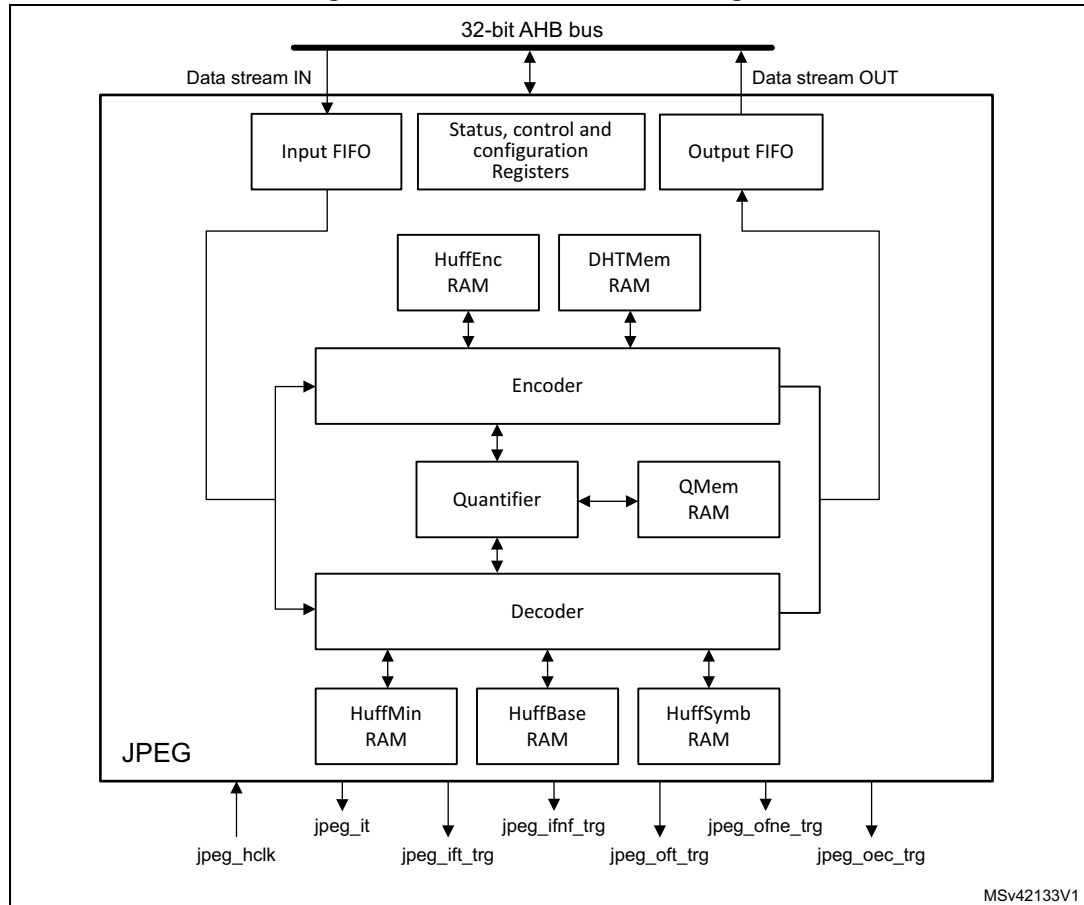 32-bit AHB bus
Data stream IN
Data stream OUT
Input FIFO
Status, control and
configuration
Registers
Output FIFO
HuffEnc
RAM
DHTMem
RAM
Encoder
Quantifier
QMem
RAM
Decoder
HuffMin
RAM
HuffBase
RAM
HuffSymb
RAM
JPEG
jpeg_hclk
jpeg_it
jpeg_ift_trg
jpeg_ifnf_trg
jpeg_oft_trg
jpeg_ofne_trg
jpeg_oec_trg
MSv42133V1